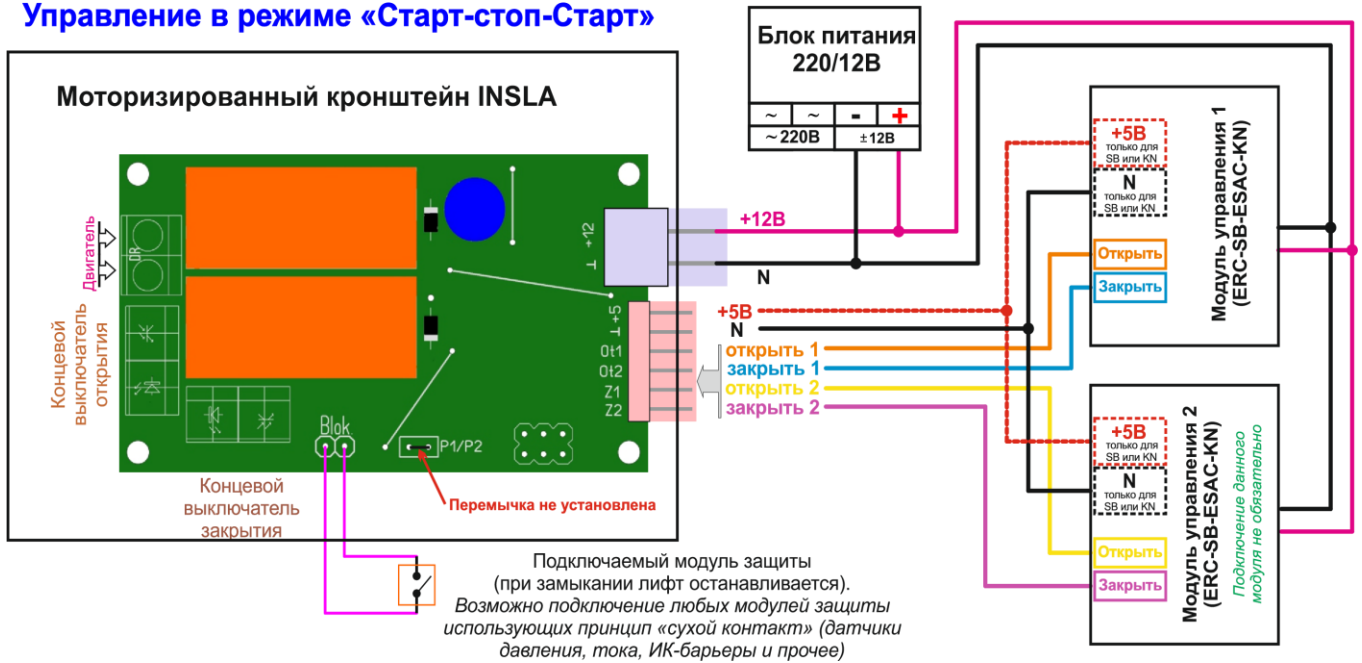 Управление в режиме «Старт-стоп-Старт»
Моторизированный кронштейн INSLA
Блок питания
220/12В
~ ~ - +
~220В ±12В
Двигатель
DR
⊥ +12
+12В
N
Концевой
выключатель
открытия
⊥ +5
Ot1
Ot2
Z1
Z2
+5В
N
открыть 1
закрыть 1
открыть 2
закрыть 2
Blok
P1/P2
Перемычка не установлена
Концевой
выключатель
закрытия
Подключаемый модуль защиты
(при замыкании лифт останавливается).
Возможно подключение любых модулей защиты
использующих принцип «сухой контакт» (датчики
давления, тока, ИК-барьеры и прочее)
+5В
только для
SB или KN
N
только для
SB или KN
Открыть
Закрыть
Модуль управления 1
(ERC-SB-ESAC-KN)
+5В
только для
SB или KN
N
только для
SB или KN
Открыть
Закрыть
Модуль управления 2
(ERC-SB-ESAC-KN)
Подключение данного
модуля не обязательно